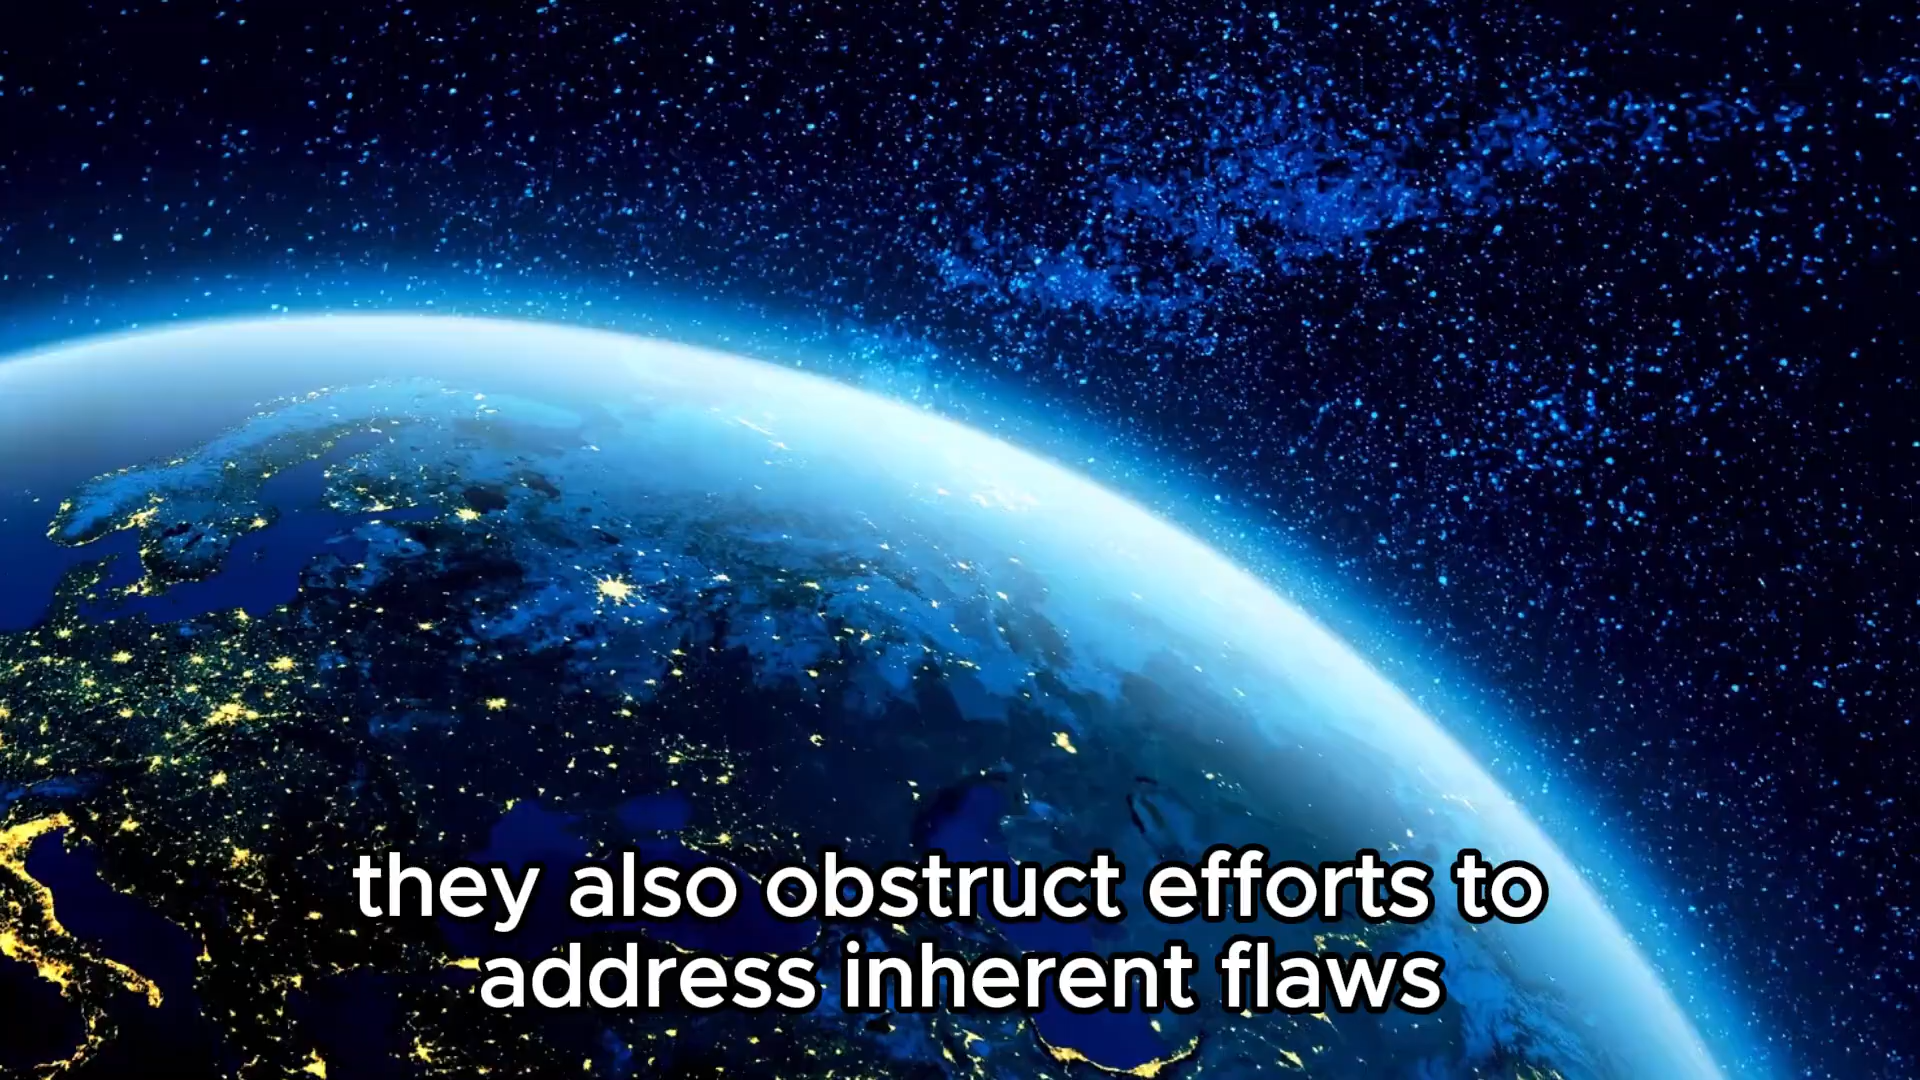 they also obstruct efforts to
address inherent flaws